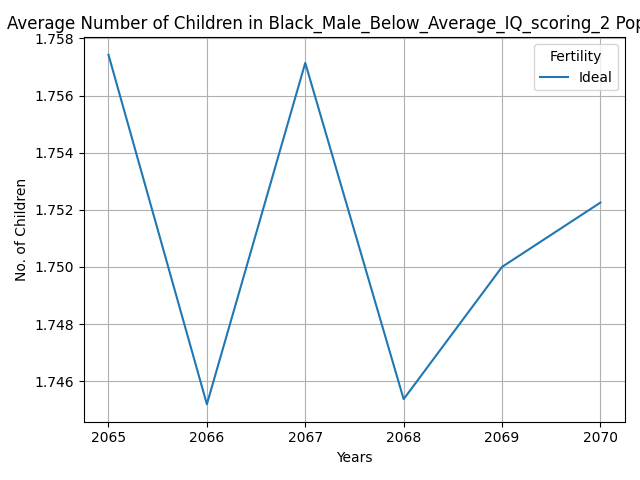 Average Number of Children in Black_Male_Below_Average_IQ_scoring_2 Pop
1.758
1.756
1.754
1.752
1.750
1.748
1.746
No. of Children
Fertility
Ideal
2065 2066 2067 2068 2069 2070
Years